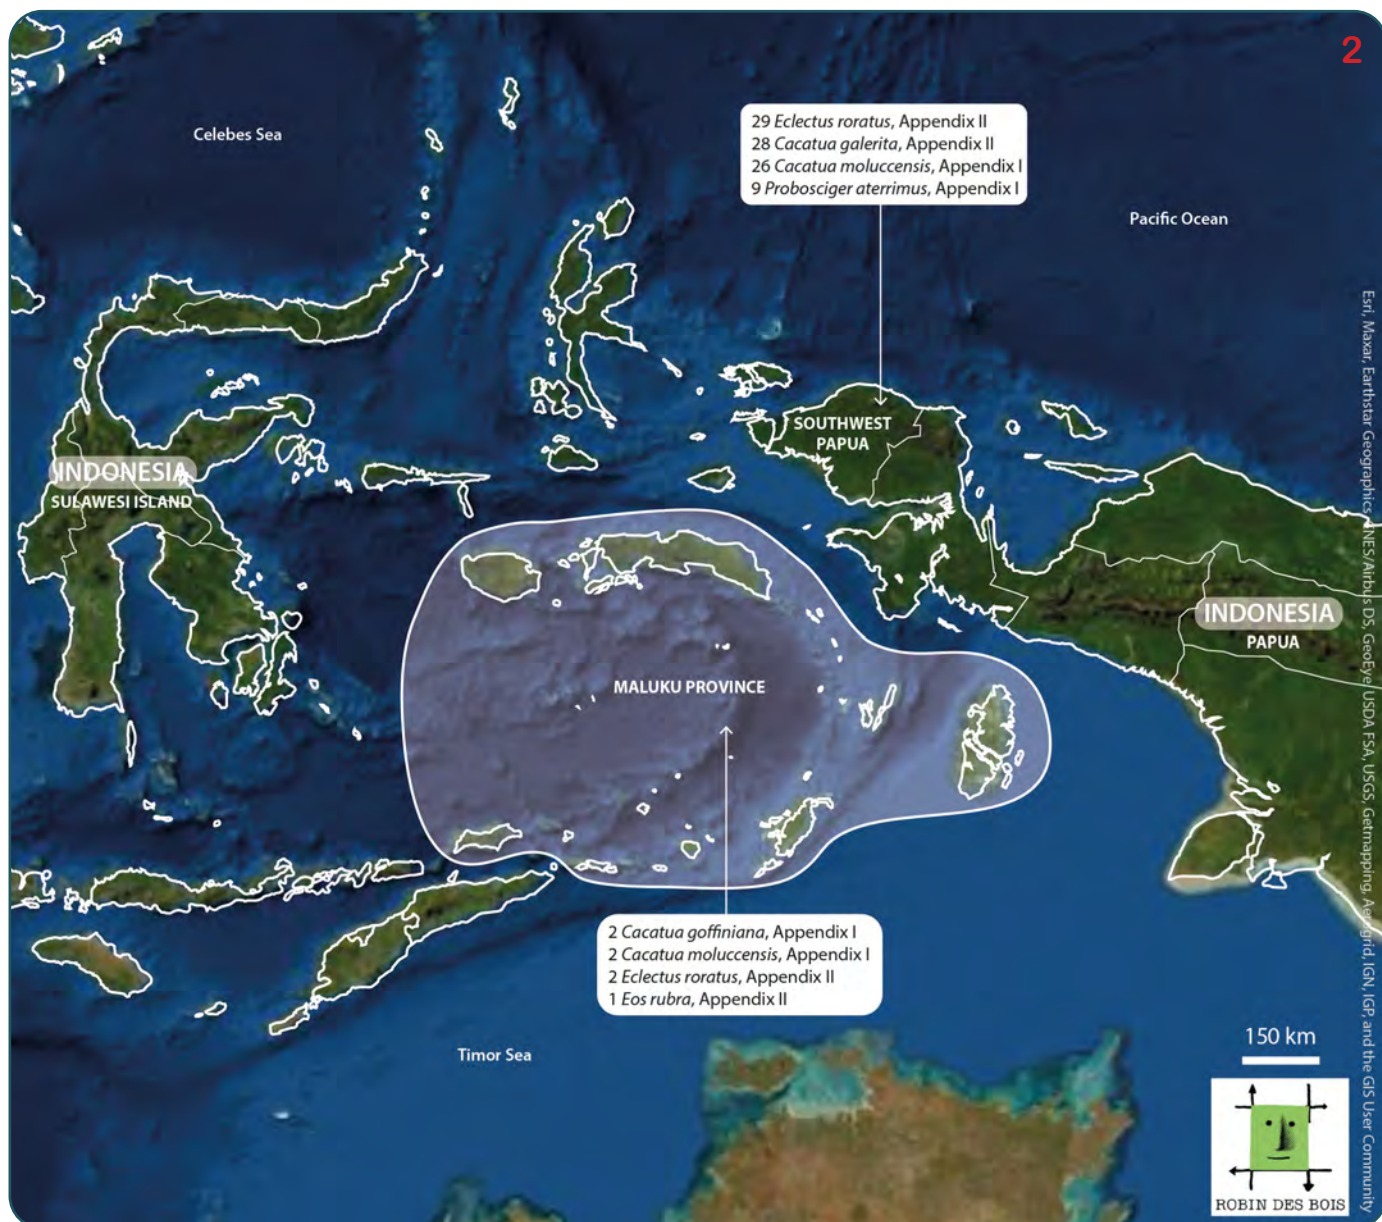 2
Celebes Sea
29 Eclectus roratus, Appendix II
28 Cacatua galerita, Appendix II
26 Cacatua moluccensis, Appendix I
9 Probosciger aterrimus, Appendix I
Pacific Ocean
SOUTHWEST
PAPUA
INDONESIA
SULAWESI ISLAND
INDONESIA
PAPUA
MALUKU PROVINCE
2 Cacatua goffiniana, Appendix I
2 Cacatua moluccensis, Appendix I
2 Eclectus roratus, Appendix II
1 Eos rubra, Appendix II
Timor Sea
150 km
ROBIN DES BOIS
Esri, Maxar, Earthstar Geographics, NES/Airbus DS, GeoEye, USDA FSA, USGS, Getmapping, Aerogrid, IGN, IGP, and the GIS User Community